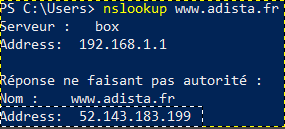 PS C:\Users> nslookup www.adista.fr
Serveur :   box
Address:  192.168.1.1

Réponse ne faisant pas autorité :
Nom :    www.adista.fr
Address:  52.143.183.199